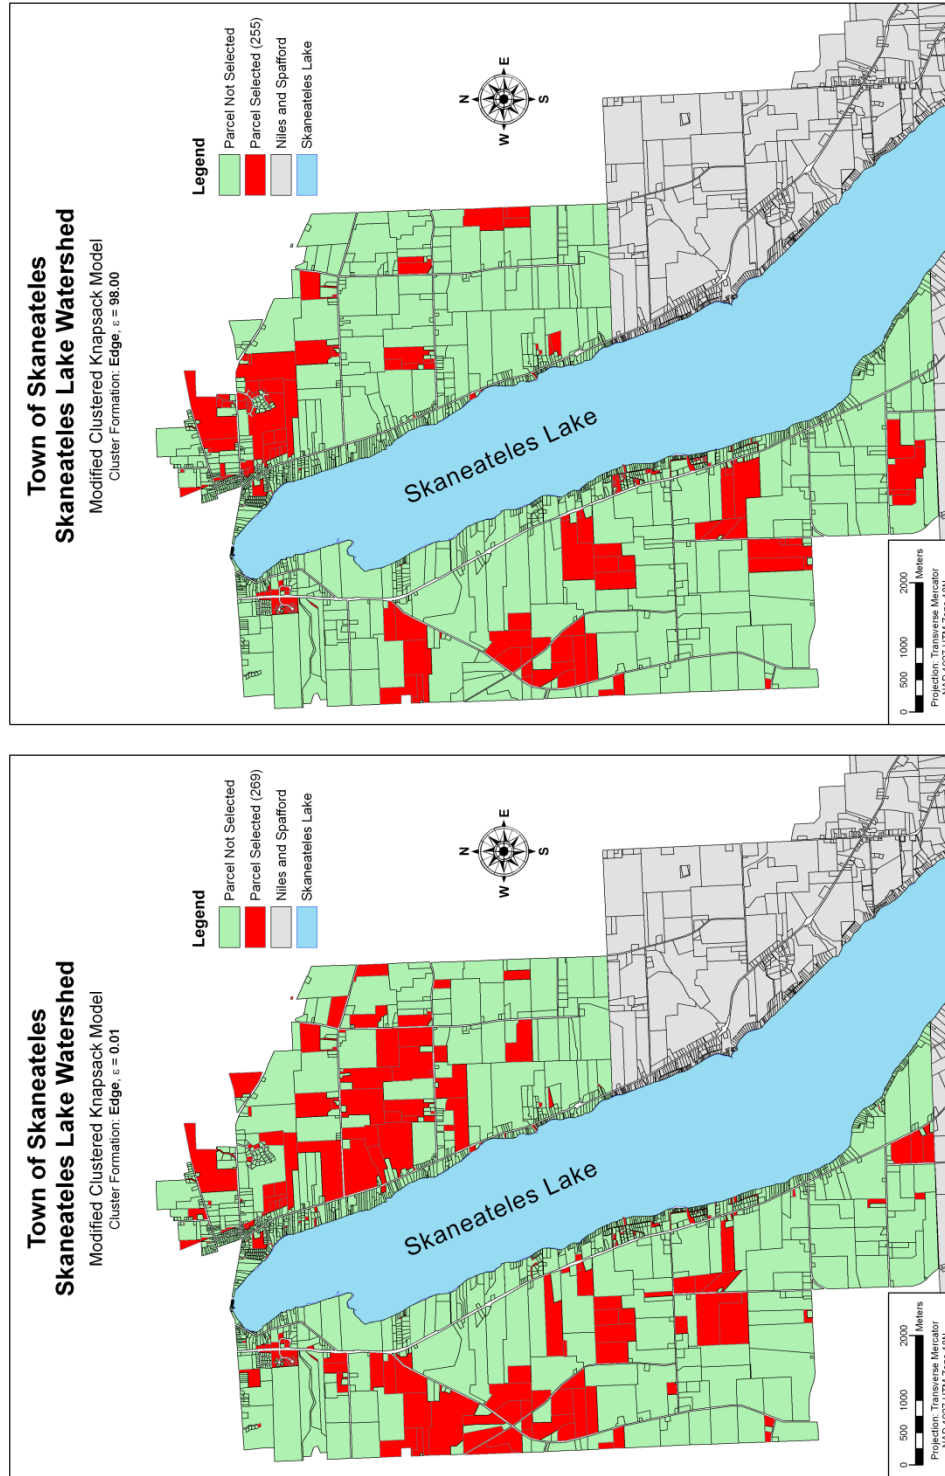 Town of Skaneateles
Skaneateles Lake Watershed
Modified Clustered Knapsack Model
Cluster Formation: Edge, ε = 98.00
Legend
Parcel Not Selected
Parcel Selected (255)
Niles and Spafford
Skaneateles Lake
N
W
E
S
Skaneateles Lake
0 500 1000 2000
Meters
Projection: Transverse Mercator
Town of Skaneateles
Skaneateles Lake Watershed
Modified Clustered Knapsack Model
Cluster Formation: Edge, ε = 0.01
Legend
Parcel Not Selected
Parcel Selected (269)
Niles and Spafford
Skaneateles Lake
N
W
E
S
Skaneateles Lake
0 500 1000 2000
Meters
Projection: Transverse Mercator